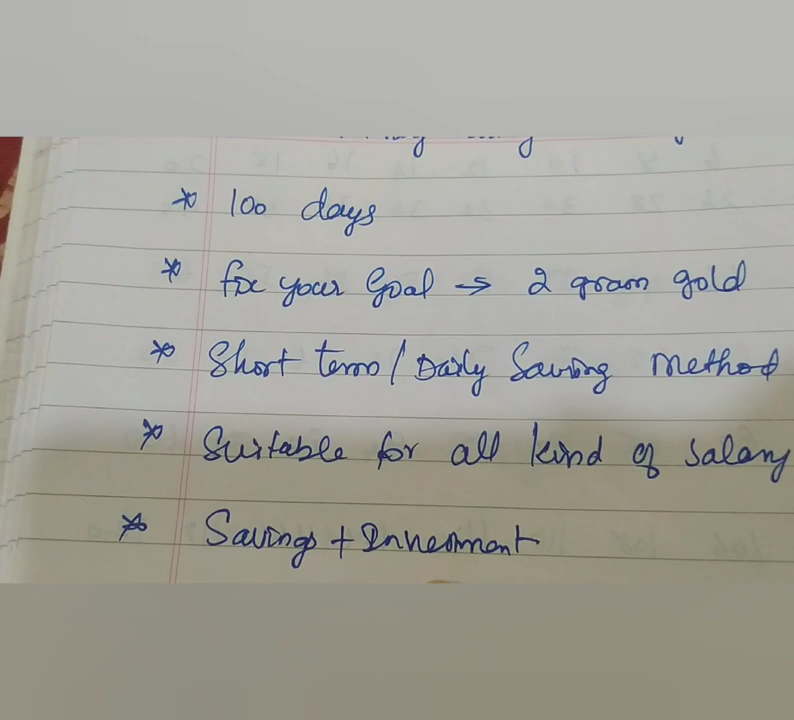 * 100 days
* fix your Goal → 2 gram gold
* Short term / Daily Saving Method
* Suitable for all kind of salary
* Savings + Invesment